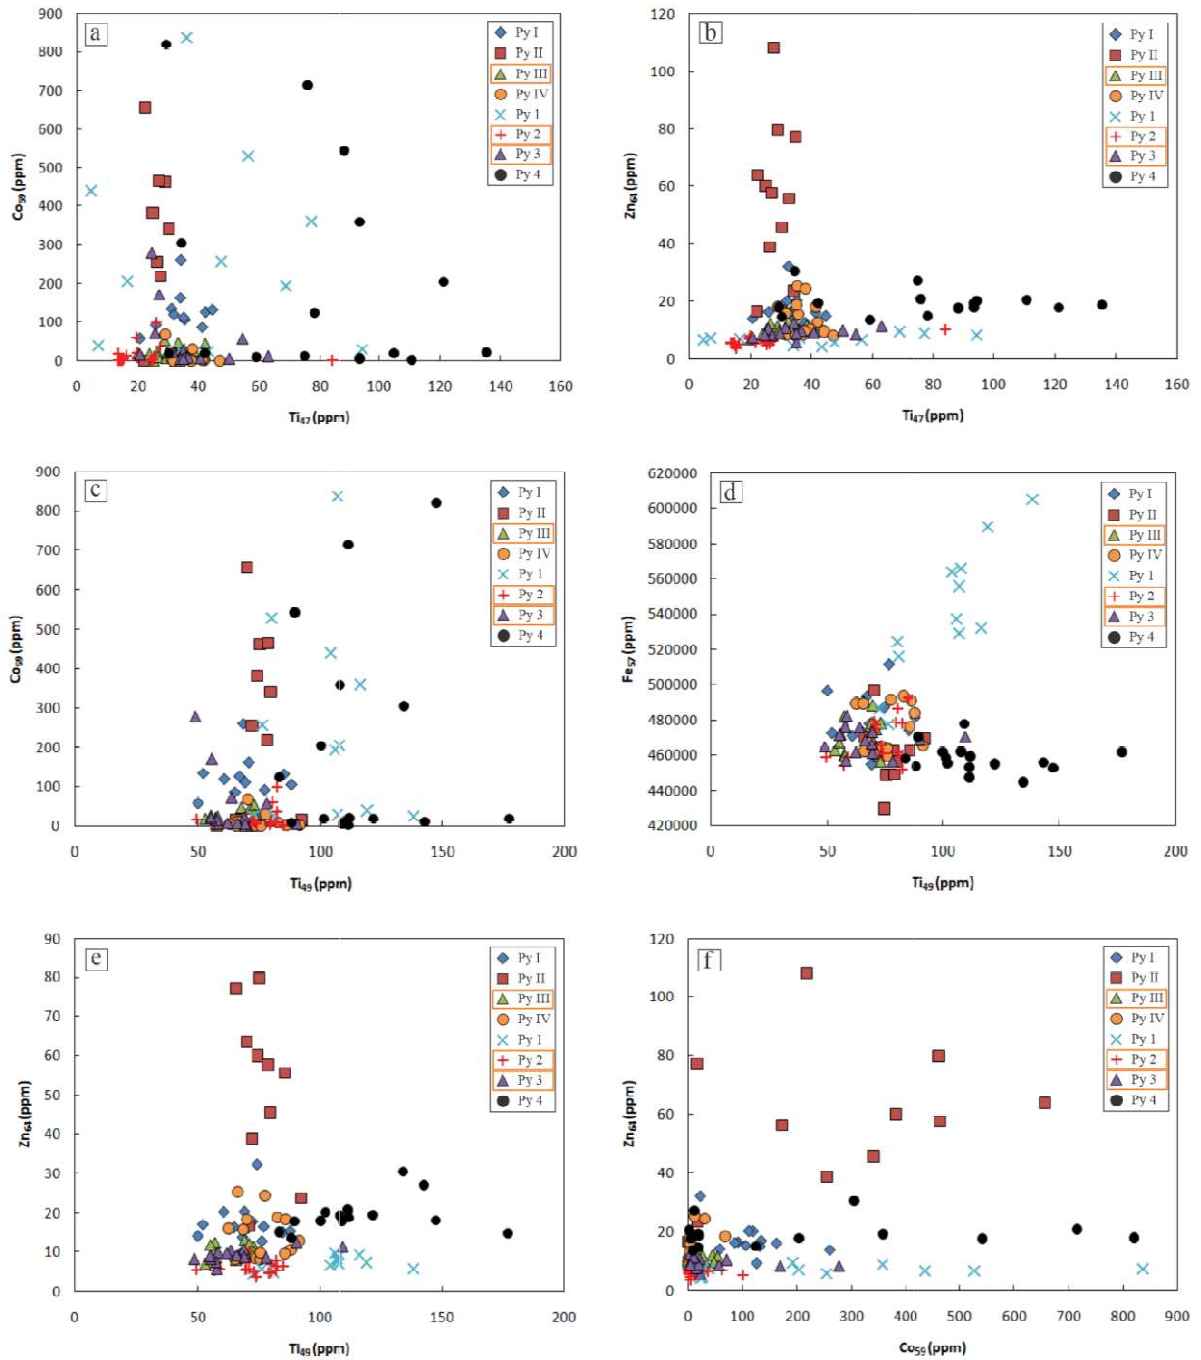 a
900
800
700
600
500
400
300
200
100
0
0 20 40 60 80 100 120 140 160
Co59 (ppm)
Ti47 (ppm)
Py I
Py II
Py III
Py IV
Py 1
Py 2
Py 3
Py 4
b
120
100
80
60
40
20
0
0 20 40 60 80 100 120 140 160
Zn64 (ppm)
Ti47 (ppm)
Py I
Py II
Py III
Py IV
Py 1
Py 2
Py 3
Py 4
c
900
800
700
600
500
400
300
200
100
0
0 50 100 150 200
Co59 (ppm)
Ti49 (ppm)
Py I
Py II
Py III
Py IV
Py 1
Py 2
Py 3
Py 4
d
620000
600000
580000
560000
540000
520000
500000
480000
460000
440000
420000
0 50 100 150 200
Fe57 (ppm)
Ti49 (ppm)
Py I
Py II
Py III
Py IV
Py 1
Py 2
Py 3
Py 4
e
90
80
70
60
50
40
30
20
10
0
0 50 100 150 200
Zn64 (ppm)
Ti49 (ppm)
Py I
Py II
Py III
Py IV
Py 1
Py 2
Py 3
Py 4
f
120
100
80
60
40
20
0
0 100 200 300 400 500 600 700 800 900
Zn64 (ppm)
Co59 (ppm)
Py I
Py II
Py III
Py IV
Py 1
Py 2
Py 3
Py 4